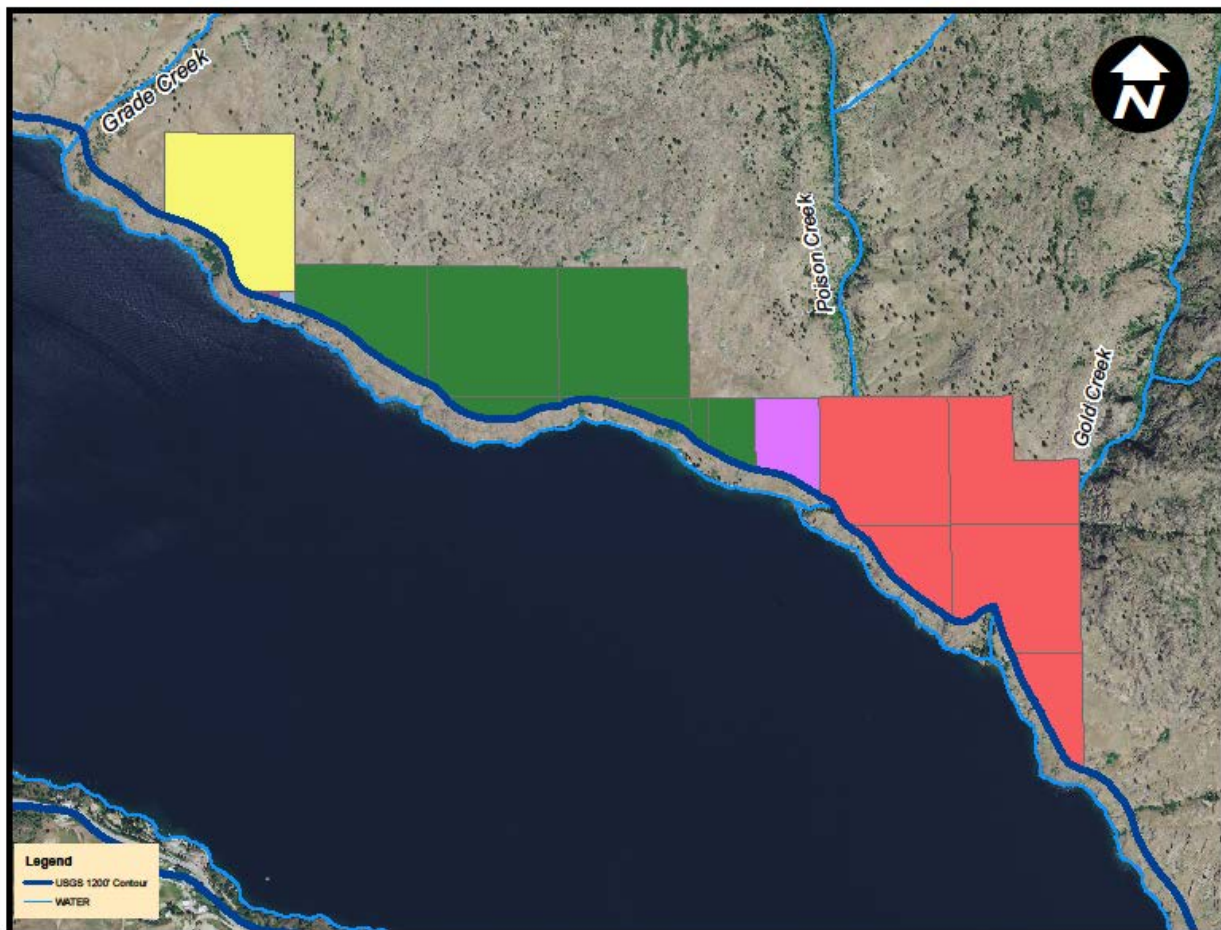 Grade Creek
N
Poison Creek
Gold Creek
Legend
USGS 1200' Contour
WATER